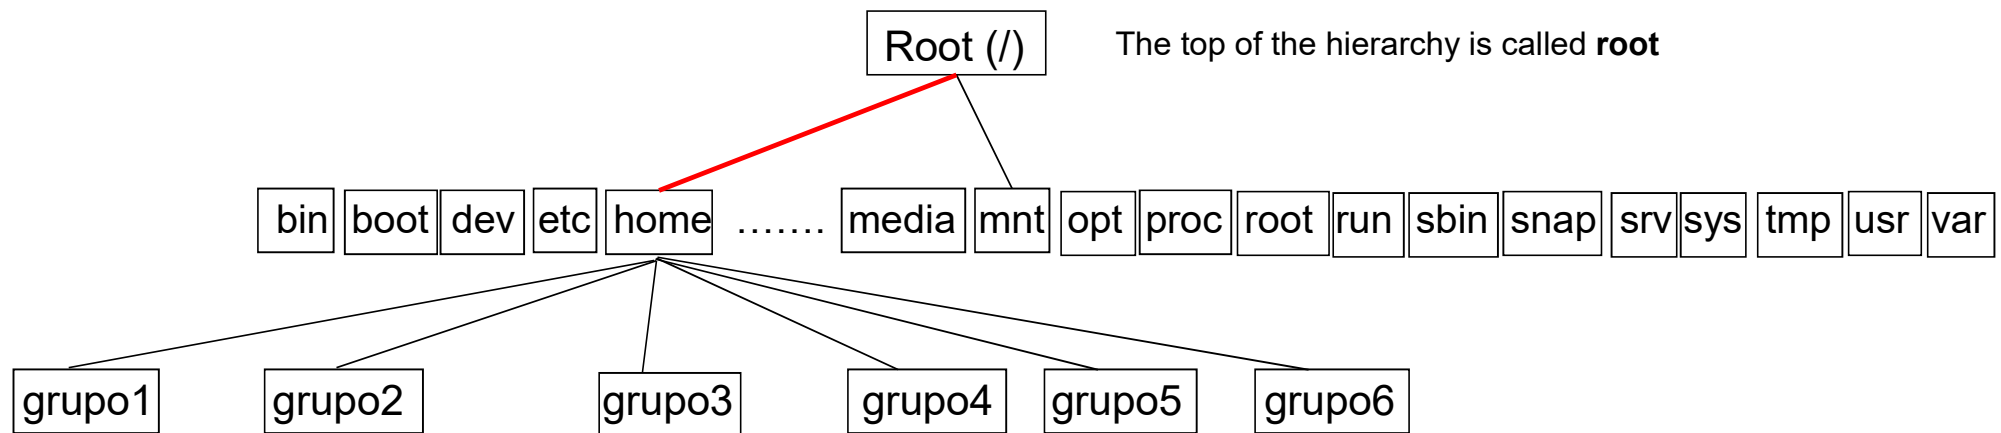 Root (/)
The top of the hierarchy is called root
bin boot dev etc home ....... media mnt opt proc root run sbin snap srv sys tmp usr var
grupo1 grupo2 grupo3 grupo4 grupo5 grupo6